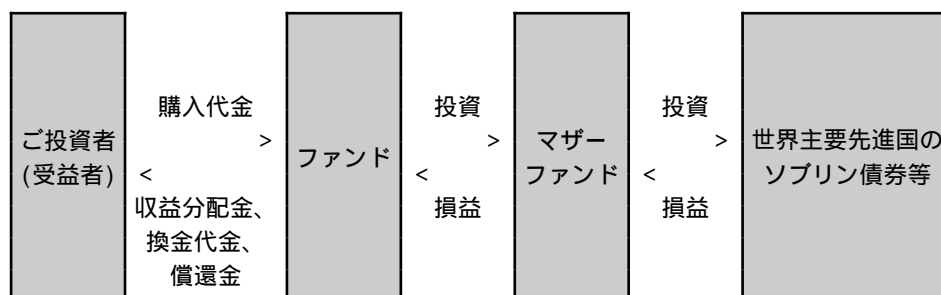 ご投資者
(受益者)
購入代金
>
<
収益分配金、
換金代金、
償還金
ファンド
投資
>
<
損益
マザー
ファンド
投資
>
<
損益
世界主要先進国の
ソブリン債券等